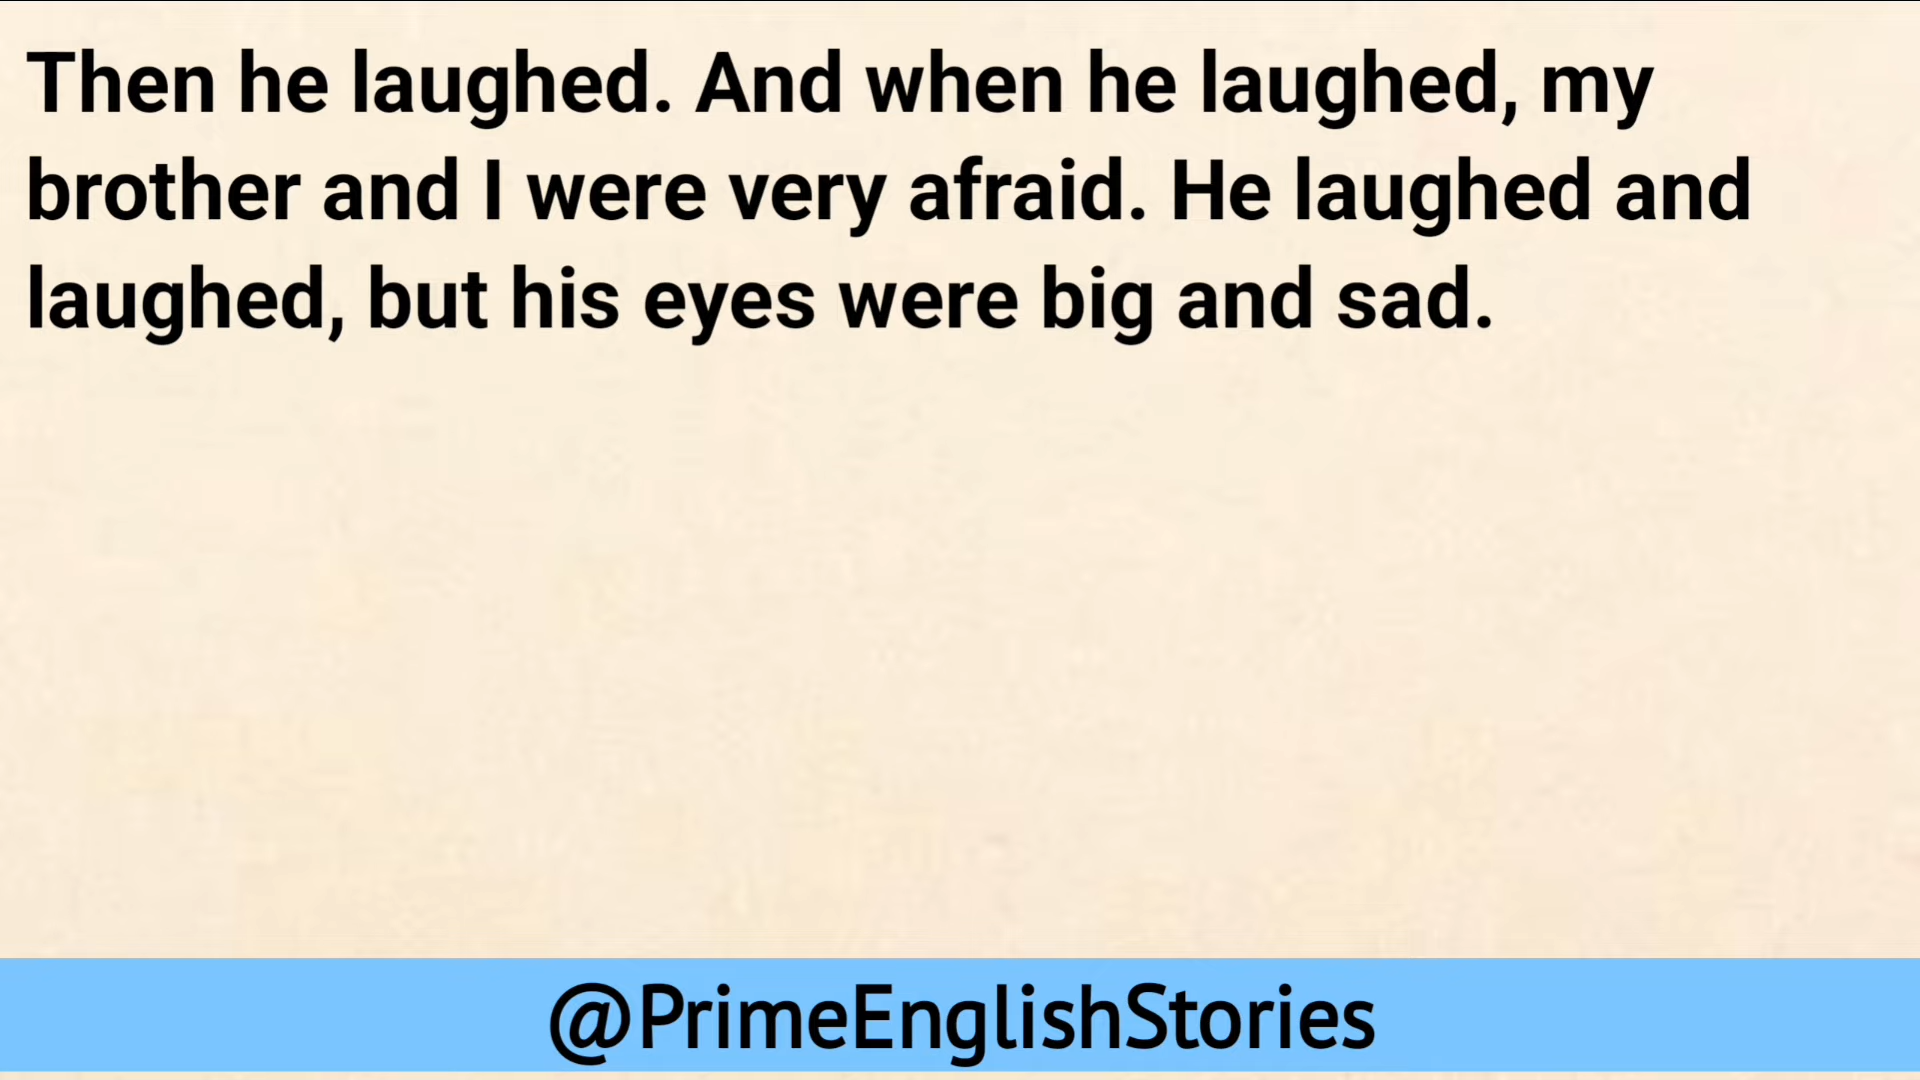 Then he laughed. And when he laughed, my
brother and I were very afraid. He laughed and
laughed, but his eyes were big and sad.
@PrimeEnglishStories